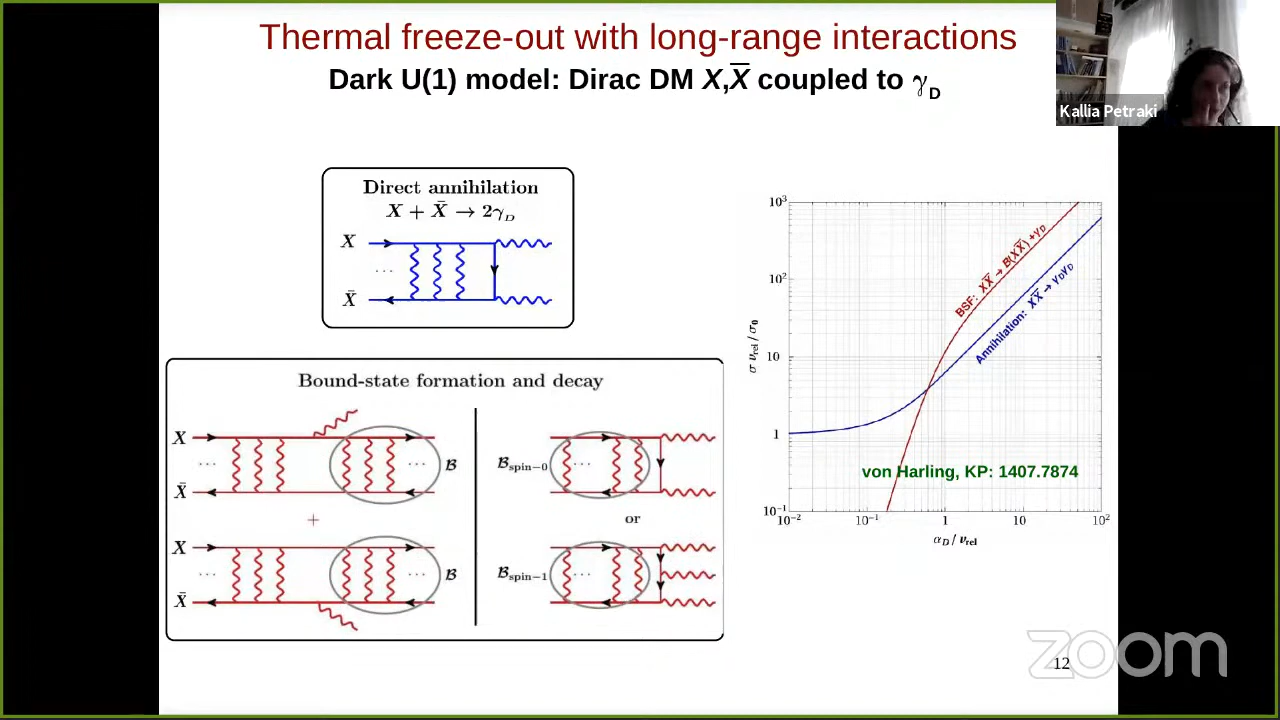 Thermal freeze-out with long-range interactions
Dark U(1) model: Dirac DM X,X̅ coupled to γ_D
Kallia Petraki
Direct annihilation
X + X̄ → 2γ_D
X
···
X̄
Bound-state formation and decay
X
···
X̄
··· ℬ
+
X
···
X̄
··· ℬ
ℬ_spin−0 ···
or
ℬ_spin−1 ···
10³
10²
10
1
10⁻¹
σ v_rel / σ₀
BSF: XX̄ → B(XX̄) + γ_D
Annihilation: XX̄ → γ_Dγ_D
von Harling, KP: 1407.7874
10⁻² 10⁻¹ 1 10 10²
α_D / v_rel
zoom
12